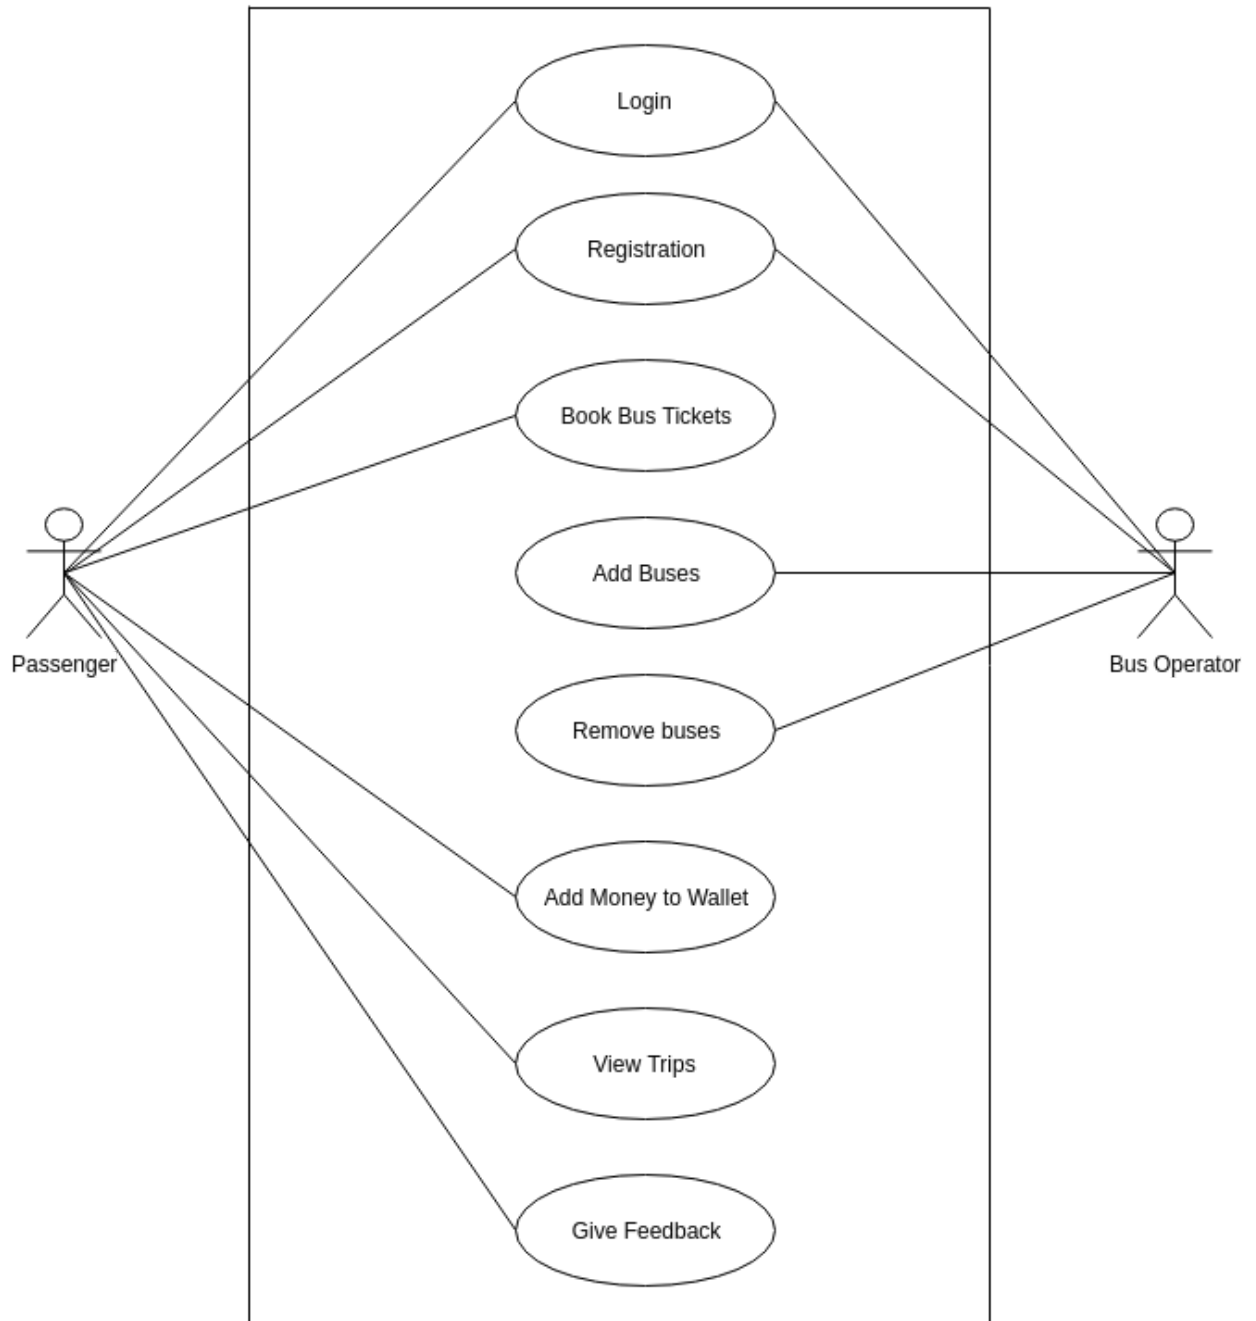 Login
Registration
Book Bus Tickets
Add Buses
Passenger
Bus Operator
Remove buses
Add Money to Wallet
View Trips
Give Feedback